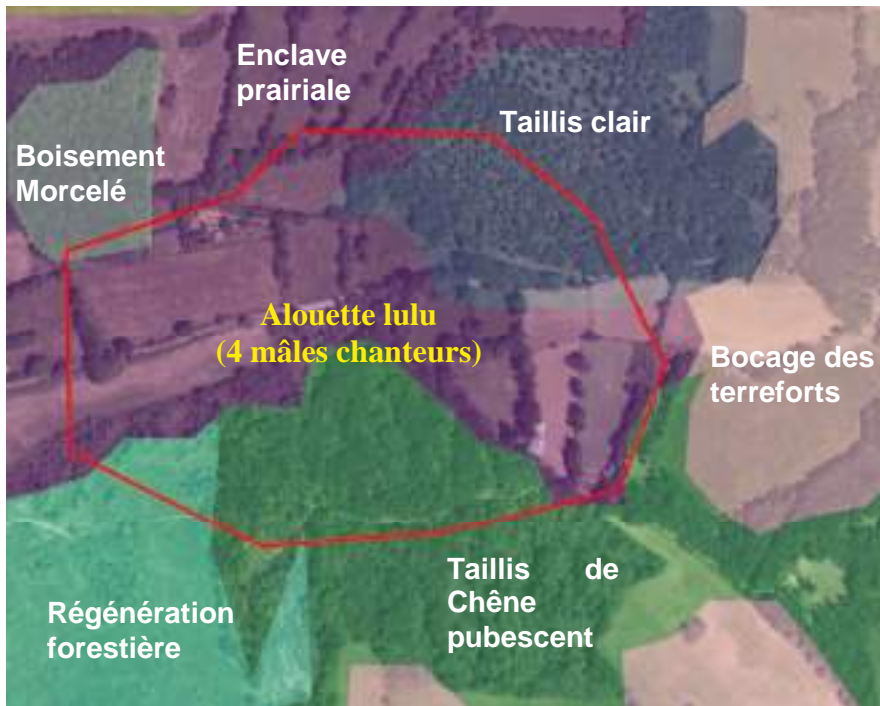 Enclave
prairiale
Taillis clair
Boisement
Morcelé
Alouette lulu
(4 mâles chanteurs)
Bocage des
terreforts
Taillis de
Chêne
pubescent
Régénération
forestière